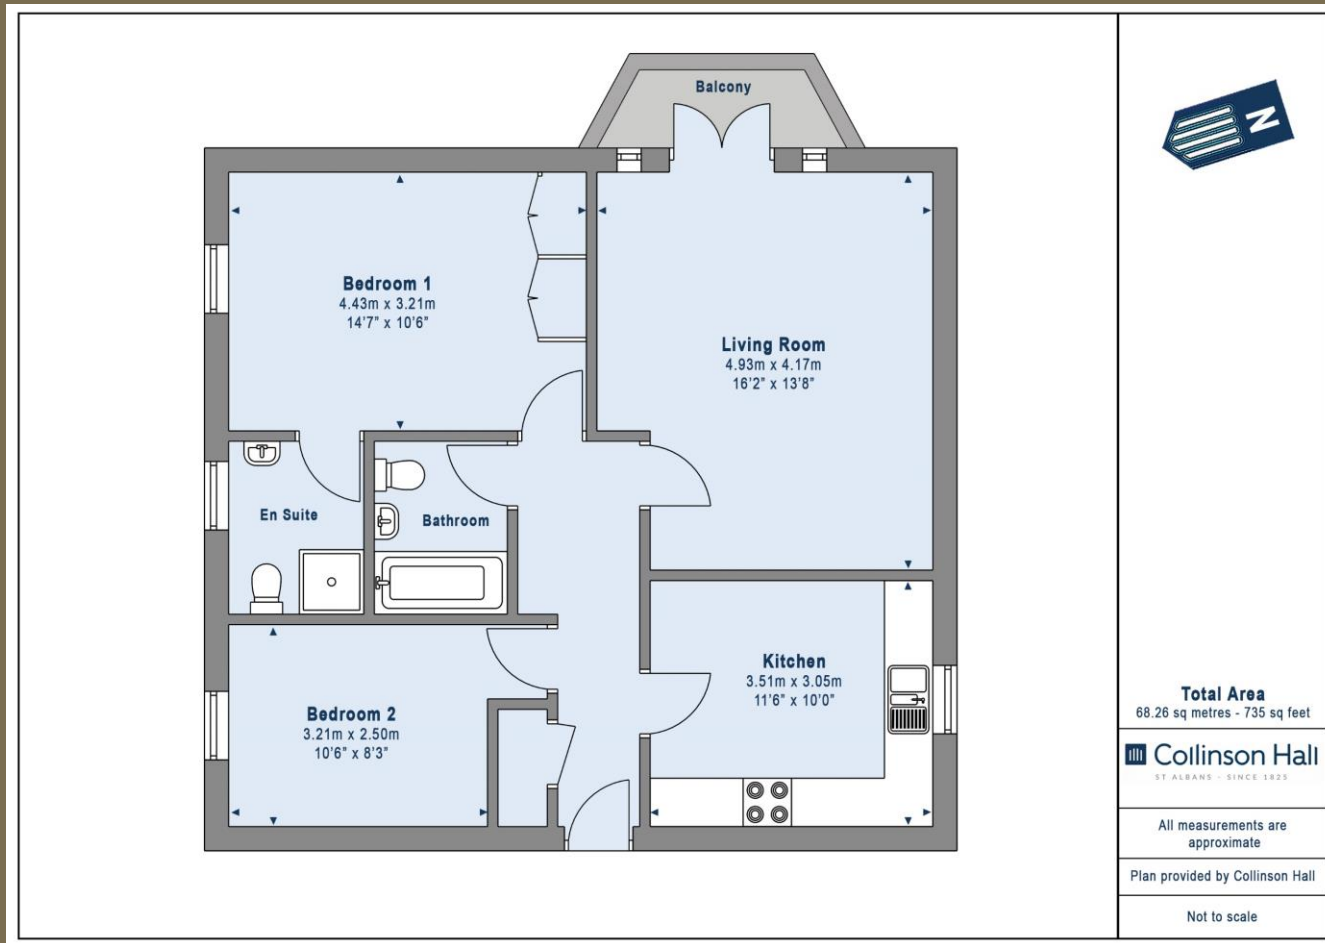 Balcony
N
Bedroom 1
4.43m x 3.21m
14'7" x 10'6"
Living Room
4.93m x 4.17m
16'2" x 13'8"
En Suite
Bathroom
Bedroom 2
3.21m x 2.50m
10'6" x 8'3"
Kitchen
3.51m x 3.05m
11'6" x 10'0"
Total Area
68.26 sq metres - 735 sq feet
Collinson Hall
ST ALBANS - SINCE 1825
All measurements are
approximate
Plan provided by Collinson Hall
Not to scale